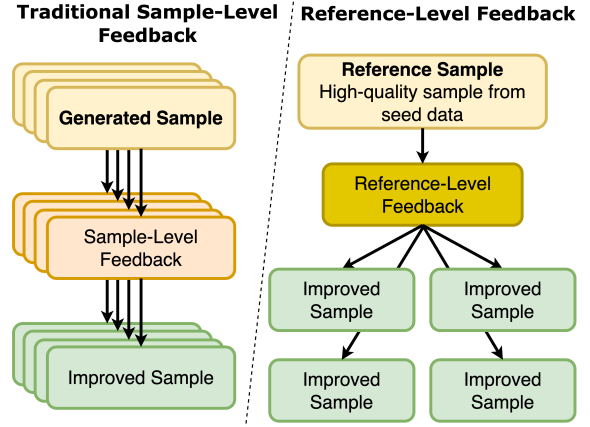 Traditional Sample-Level
Feedback
Generated Sample
Sample-Level
Feedback
Improved Sample
Reference-Level Feedback
Reference Sample
High-quality sample from
seed data
Reference-Level
Feedback
Improved
Sample
Improved
Sample
Improved
Sample
Improved
Sample